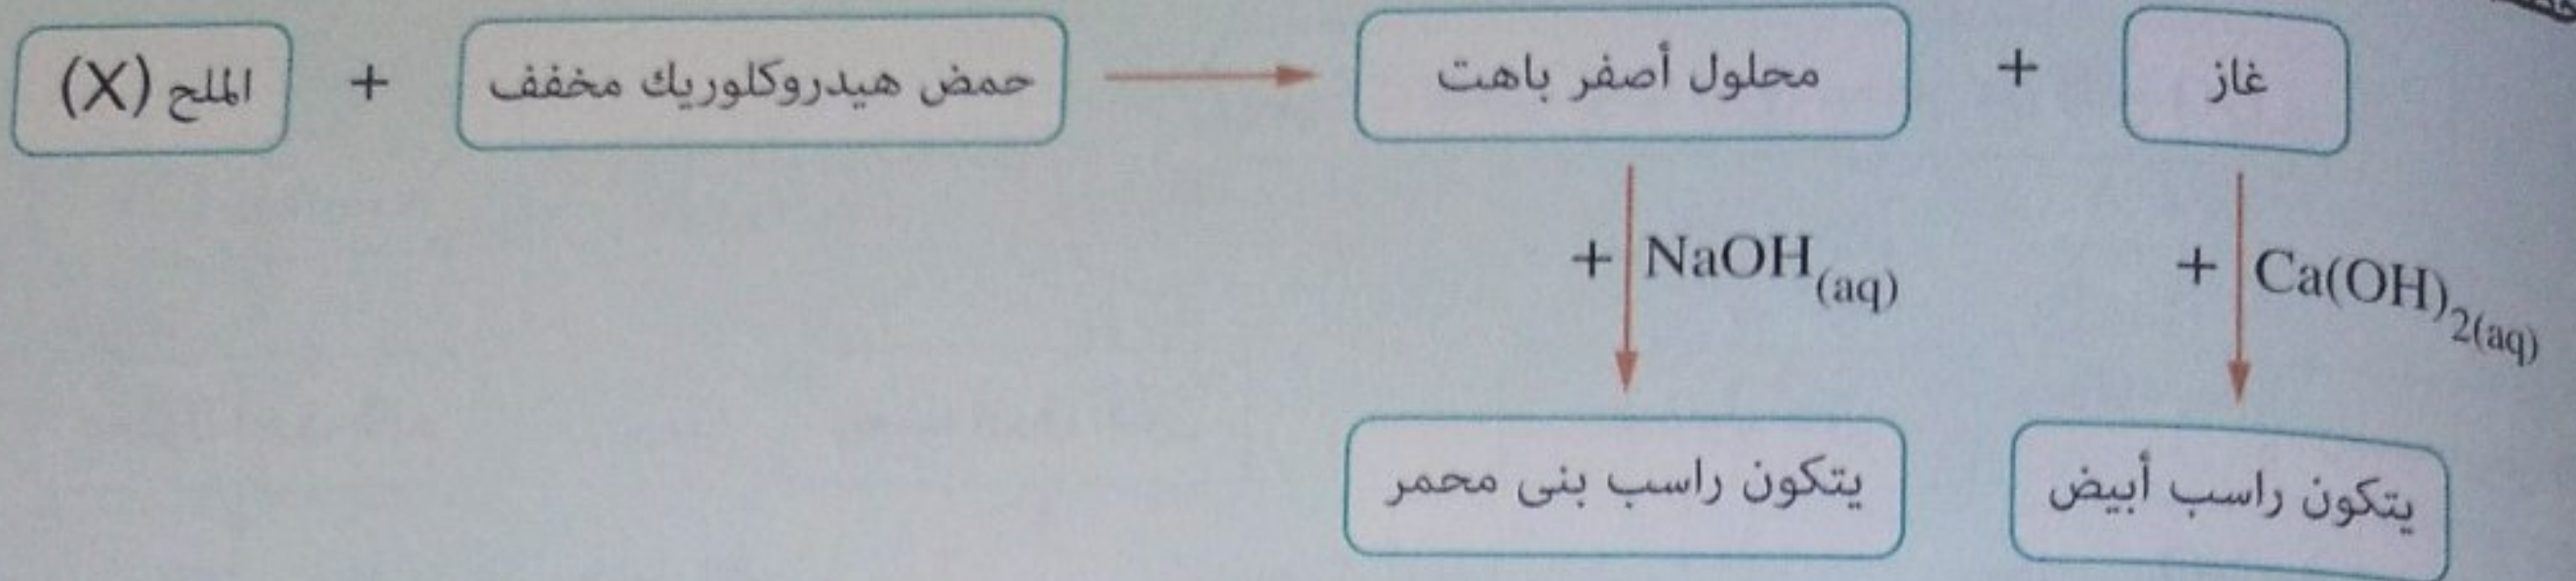 الملح (X) + حمض هيدروكلوريك مخفف محلول أصفر باهت + غاز
+ NaOH(aq)
+ Ca(OH)2(aq)
يتكون راسب بنى محمر
يتكون راسب أبيض